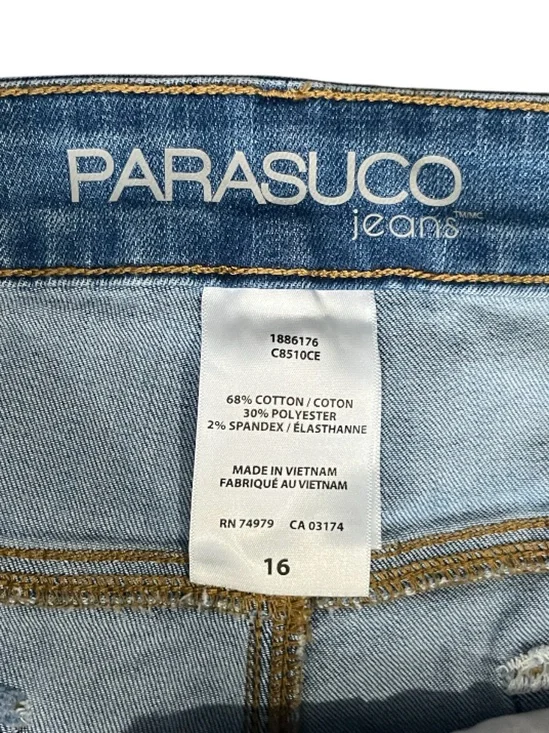 PARASUCO
jeans TM/MC
1886176
C8510CE
68% COTTON / COTON
30% POLYESTER
2% SPANDEX / ÉLASTHANNE
MADE IN VIETNAM
FABRIQUÉ AU VIETNAM
RN 74979 CA 03174
16